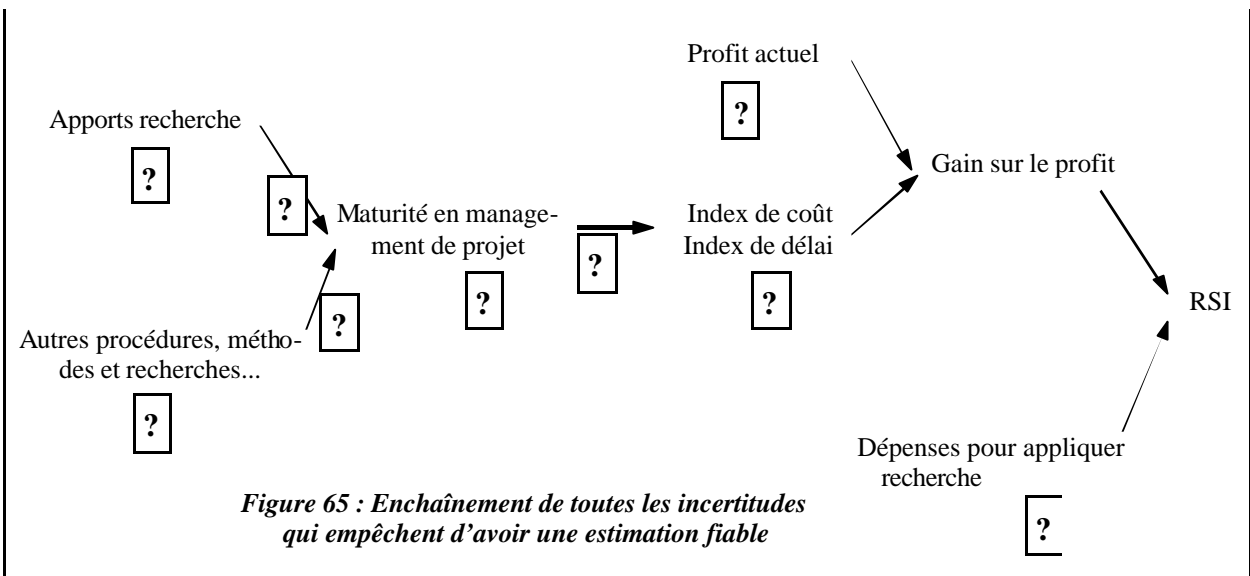 Profit actuel
?
Apports recherche
?
?
Gain sur le profit
Maturité en manage-
ment de projet
?
?
Index de coût
Index de délai
?
RSI
?
Autres procédures, métho-
des et recherches...
?
Dépenses pour appliquer
recherche
?
Figure 65 : Enchaînement de toutes les incertitudes
qui empêchent d'avoir une estimation fiable